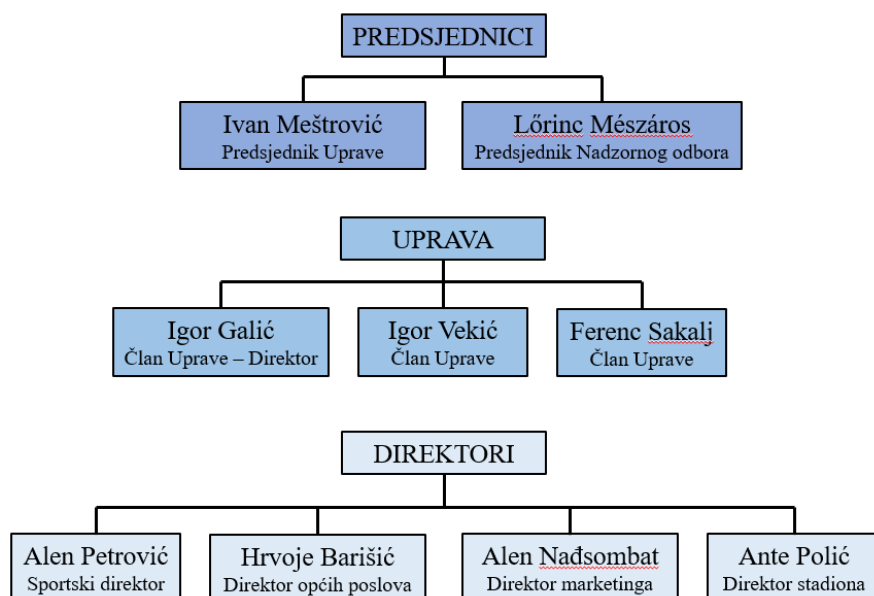 PREDSJEDNICI
Ivan Meštrović
Predsjednik Uprave
Lőrinc Mészáros
Predsjednik Nadzornog odbora
UPRAVA
Igor Galić
Član Uprave – Direktor
Igor Vekić
Član Uprave
Ferenc Sakalj
Član Uprave
DIREKTORI
Alen Petrović
Sportski direktor
Hrvoje Barišić
Direktor općih poslova
Alen Nađsombat
Direktor marketinga
Ante Polić
Direktor stadiona